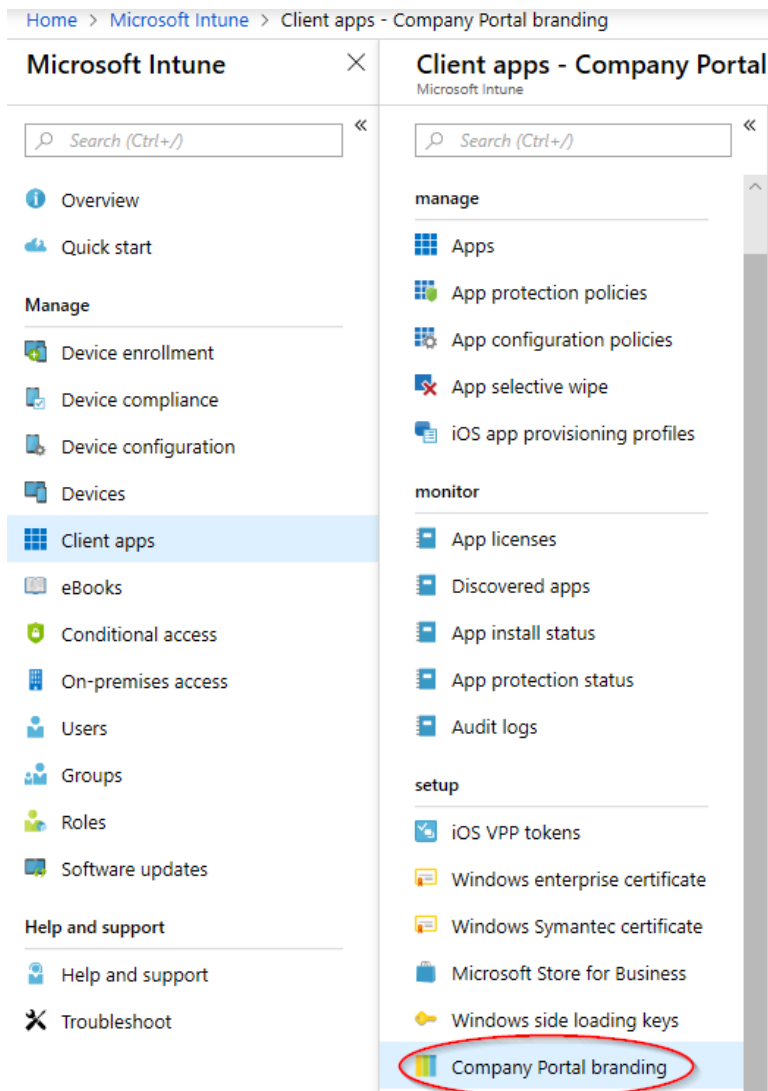 Home > Microsoft Intune > Client apps - Company Portal branding
Microsoft Intune
Search (Ctrl+/)
Overview
Quick start
Manage
Device enrollment
Device compliance
Device configuration
Devices
Client apps
eBooks
Conditional access
On-premises access
Users
Groups
Roles
Software updates
Help and support
Help and support
Troubleshoot
Client apps - Company Portal
Microsoft Intune
Search (Ctrl+/)
manage
Apps
App protection policies
App configuration policies
App selective wipe
iOS app provisioning profiles
monitor
App licenses
Discovered apps
App install status
App protection status
Audit logs
setup
iOS VPP tokens
Windows enterprise certificate
Windows Symantec certificate
Microsoft Store for Business
Windows side loading keys
Company Portal branding